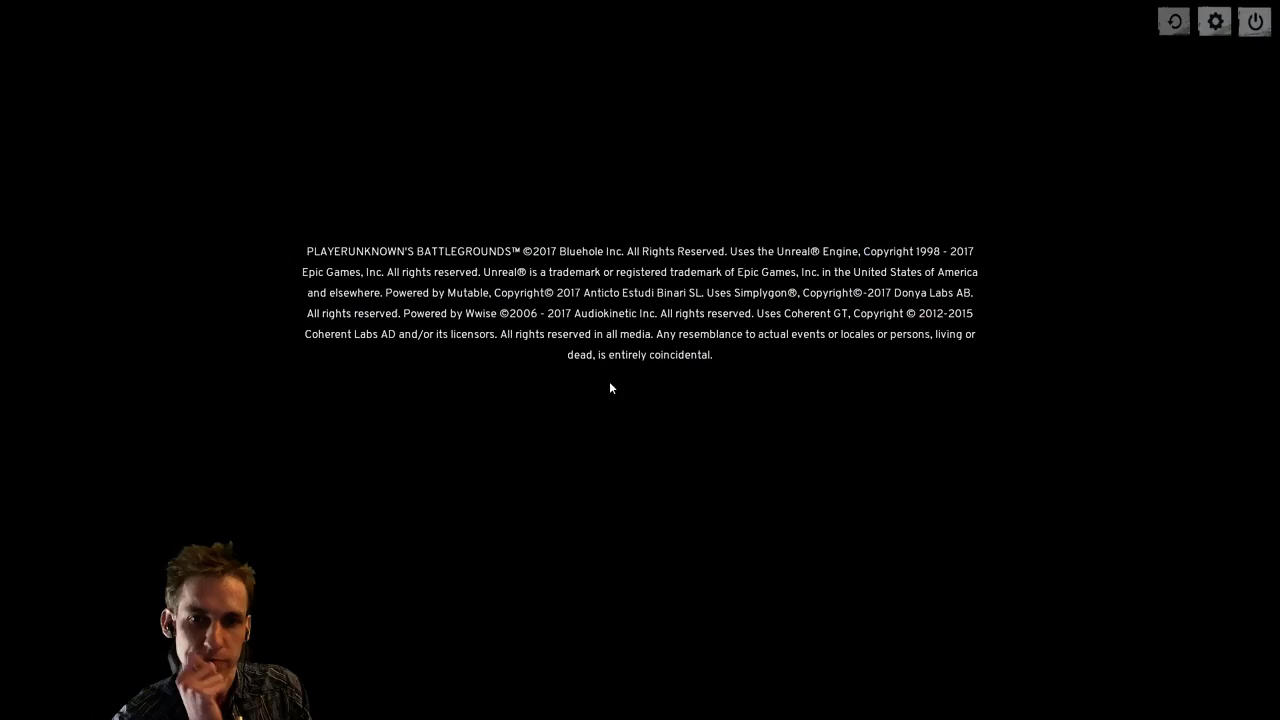 PLAYERUNKNOWN'S BATTLEGROUNDS™ ©2017 Bluehole Inc. All Rights Reserved. Uses the Unreal® Engine, Copyright 1998 - 2017
Epic Games, Inc. All rights reserved. Unreal® is a trademark or registered trademark of Epic Games, Inc. in the United States of America
and elsewhere. Powered by Mutable, Copyright© 2017 Anticto Estudi Binari SL. Uses Simplygon®, Copyright©-2017 Donya Labs AB.
All rights reserved. Powered by Wwise ©2006 - 2017 Audiokinetic Inc. All rights reserved. Uses Coherent GT, Copyright © 2012-2015
Coherent Labs AD and/or its licensors. All rights reserved in all media. Any resemblance to actual events or locales or persons, living or
dead, is entirely coincidental.